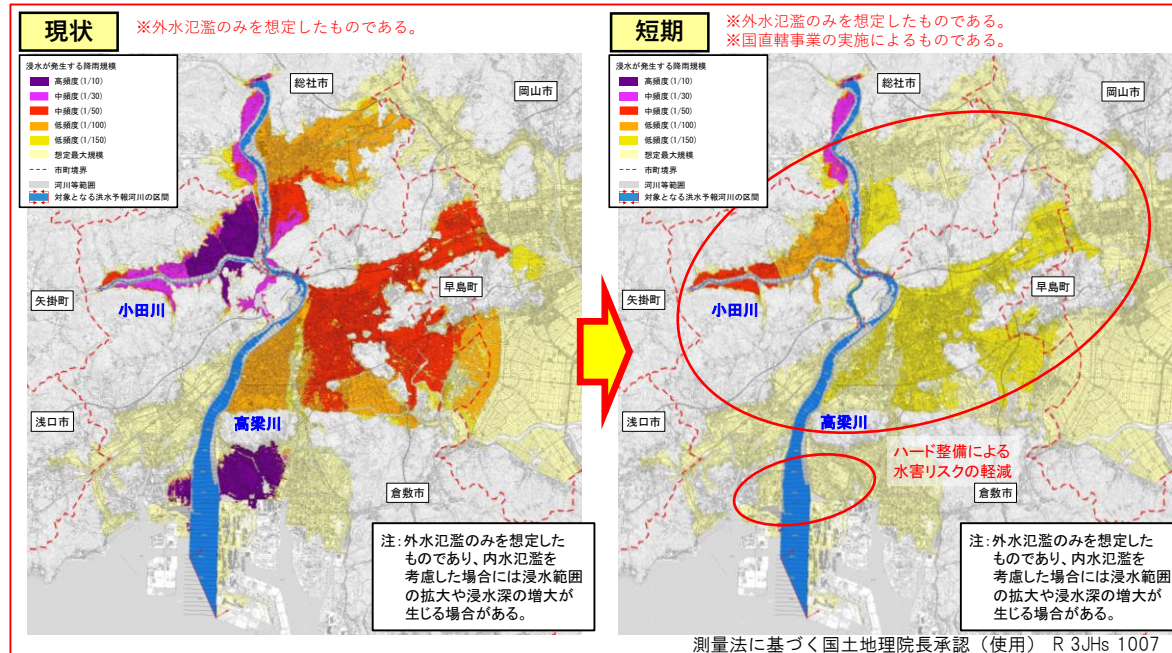 現状
※外水氾濫のみを想定したものである。
浸水が発生する降雨規模
高頻度(1/10)
中頻度(1/30)
中頻度(1/50)
低頻度(1/100)
低頻度(1/150)
想定最大規模
市町境界
河川等範囲
対象となる洪水予報河川の区間
総社市
岡山市
矢掛町
小田川
早島町
浅口市
高梁川
倉敷市
注:外水氾濫のみを想定した
ものであり、内水氾濫を
考慮した場合には浸水範囲
の拡大や浸水深の増大が
生じる場合がある。
短期
※外水氾濫のみを想定したものである。
※国直轄事業の実施によるものである。
浸水が発生する降雨規模
高頻度(1/10)
中頻度(1/30)
中頻度(1/50)
低頻度(1/100)
低頻度(1/150)
想定最大規模
市町境界
河川等範囲
対象となる洪水予報河川の区間
総社市
岡山市
矢掛町
小田川
早島町
浅口市
高梁川
ハード整備による
水害リスクの軽減
倉敷市
注:外水氾濫のみを想定した
ものであり、内水氾濫を
考慮した場合には浸水範囲
の拡大や浸水深の増大が
生じる場合がある。
測量法に基づく国土地理院長承認(使用) R 3JHs 1007